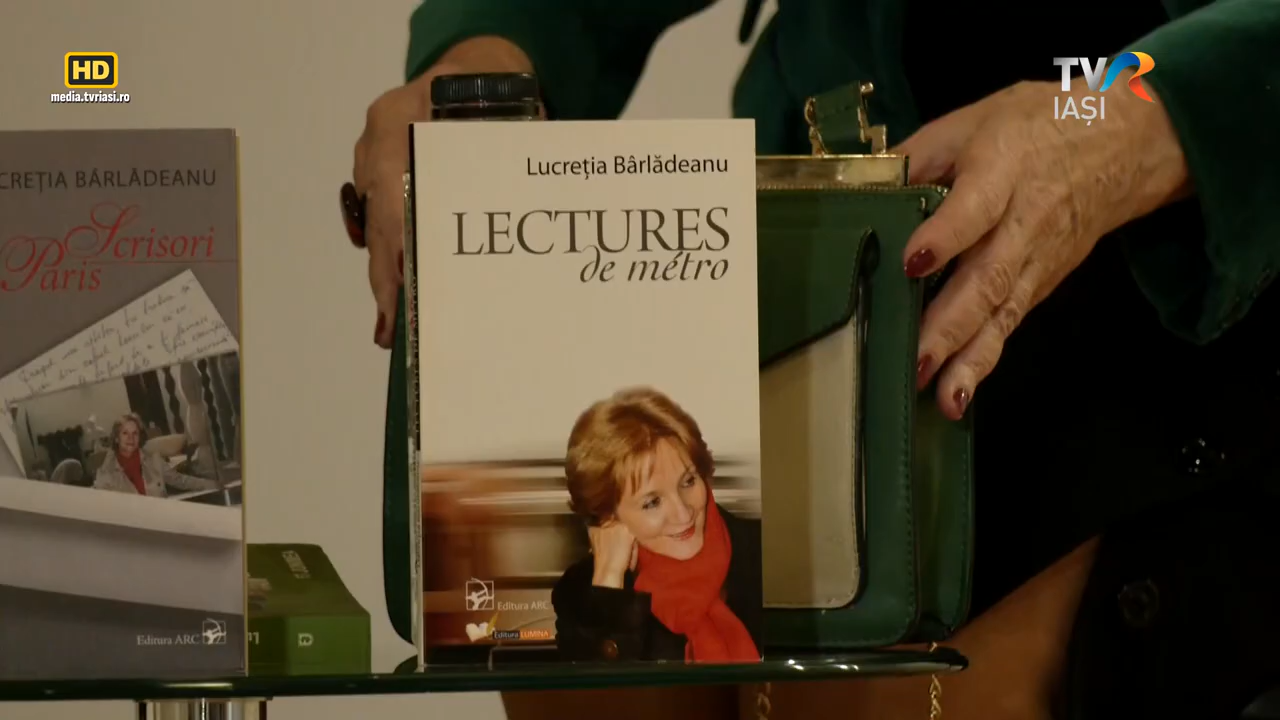 HD
media.tvriasi.ro
TVR
IAȘI
CREȚIA BÂRLĂDEANU
Scrisori
Paris
Editura ARC
Lucreția Bârlădeanu
LECTURES
de métro
Editura ARC
Editura LUMINA